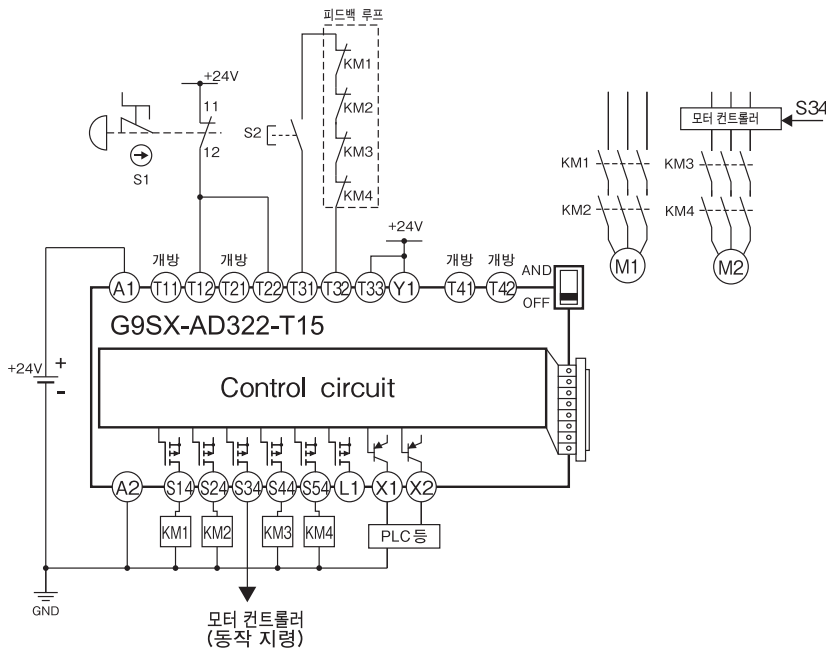 피드백 루프
+24V
11
12
S1
S2
KM1
KM2
KM3
KM4
모터 컨트롤러
S34
KM1
KM3
KM2
KM4
M1
M2
+24V
개방
개방
개방
개방
A1
T11
T12
T21
T22
T31
T32
T33
Y1
T41
T42
AND
OFF
G9SX-AD322-T15
+24V
+
-
Control circuit
A2
S14
S24
S34
S44
S54
L1
X1
X2
KM1
KM2
KM3
KM4
PLC등
GND
모터 컨트롤러
(동작 지령)